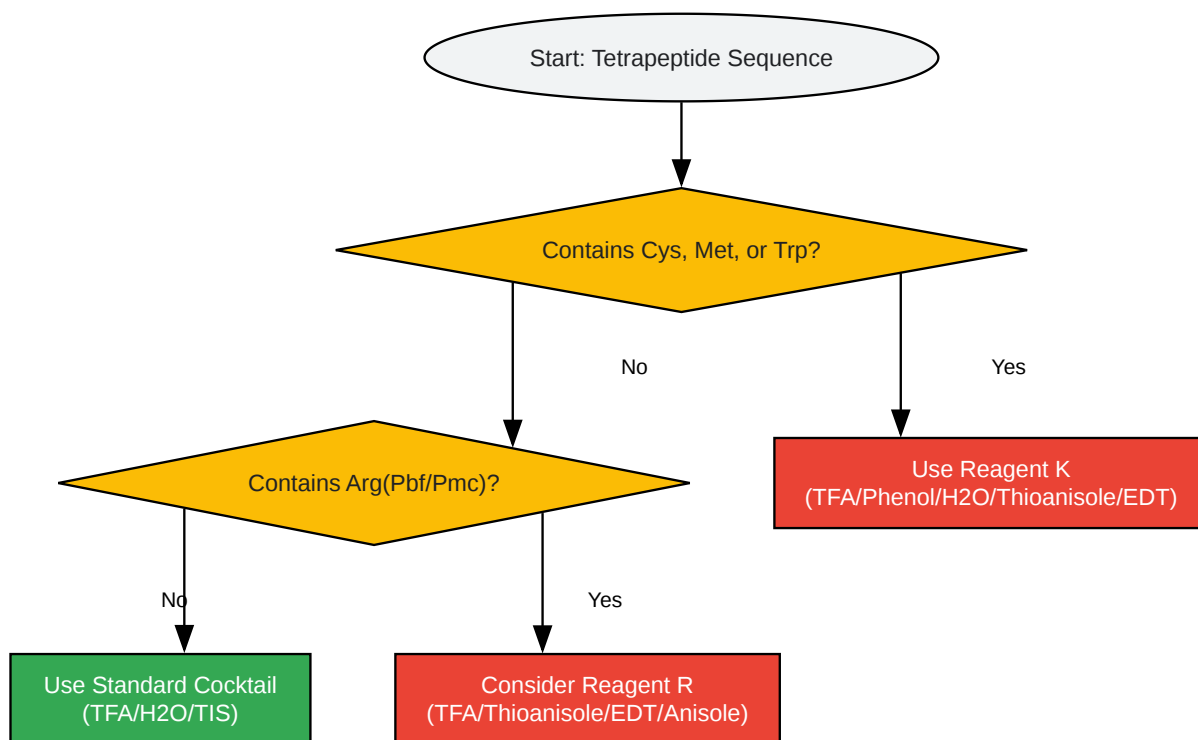 Start: Tetrapeptide Sequence
Contains Cys, Met, or Trp?
No
Yes
Contains Arg(Pbf/Pmc)?
Use Reagent K
(TFA/Phenol/H2O/Thioanisole/EDT)
No
Yes
Use Standard Cocktail
(TFA/H2O/TIS)
Consider Reagent R
(TFA/Thioanisole/EDT/Anisole)